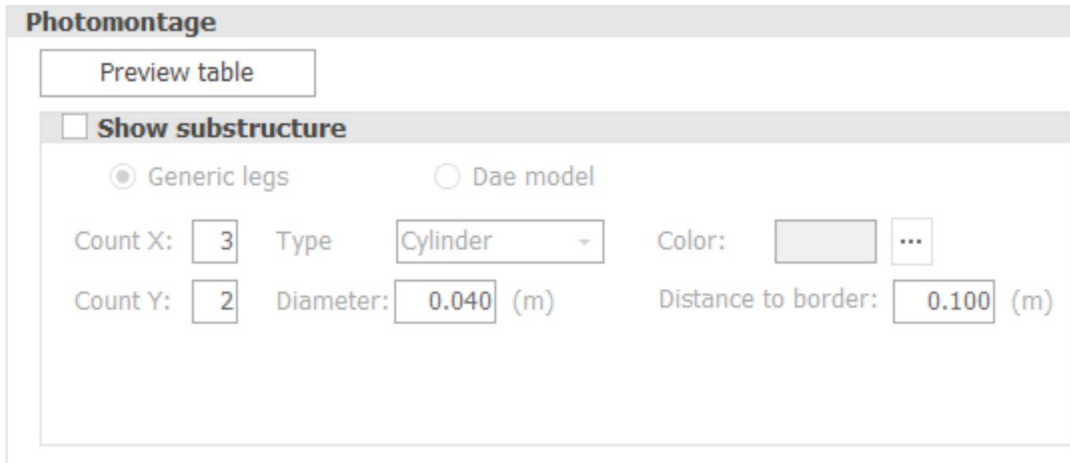 Photomontage
Preview table
Show substructure
Generic legs Dae model
Count X: 3 Type Cylinder Color: ...
Count Y: 2 Diameter: 0.040 (m) Distance to border: 0.100 (m)